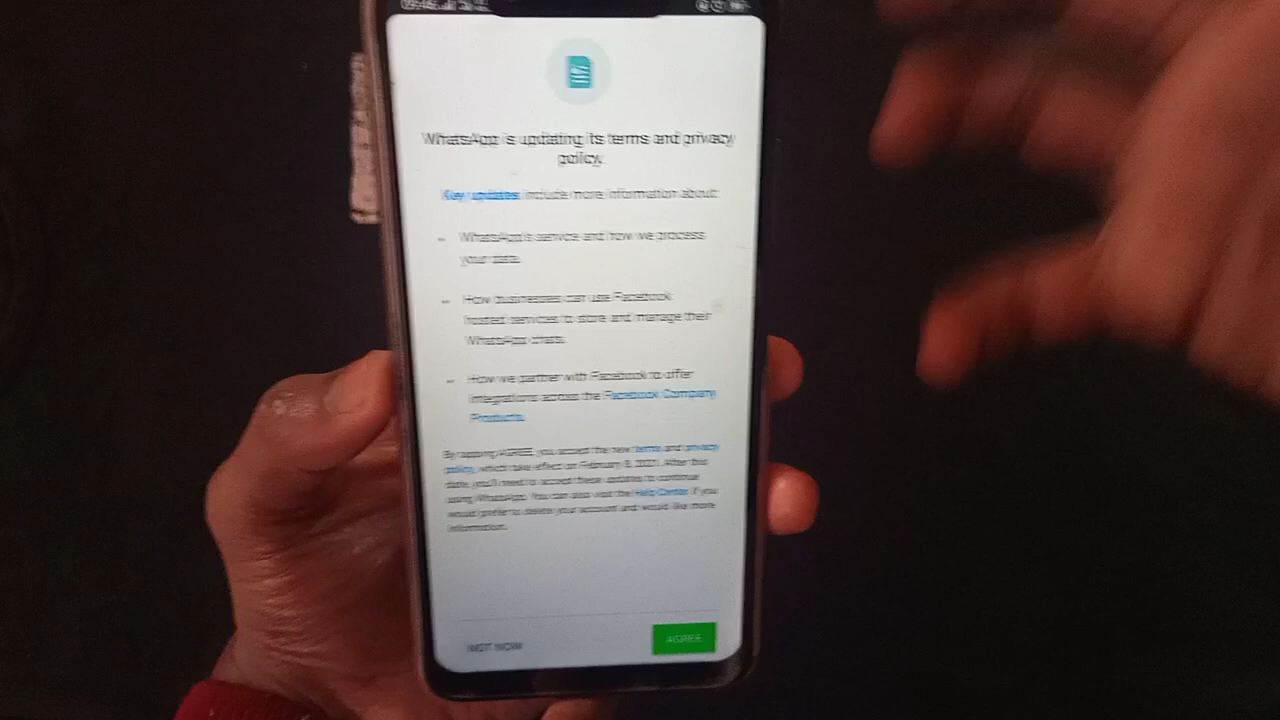 WhatsApp is updating its terms and privacy
policy.
Key updates include more information about:
WhatsApp's service and how we process
your data.
How businesses can use Facebook
hosted services to store and manage their
WhatsApp chats.
How we partner with Facebook to offer
integrations across the Facebook Company
Products.
By tapping AGREE, you accept the new terms and privacy
policy, which take effect on February 8, 2021. After this
date, you'll need to accept these updates to continue
using WhatsApp. You can also visit the Help Center if you
would prefer to delete your account and would like more
information.
NOT NOW
AGREE